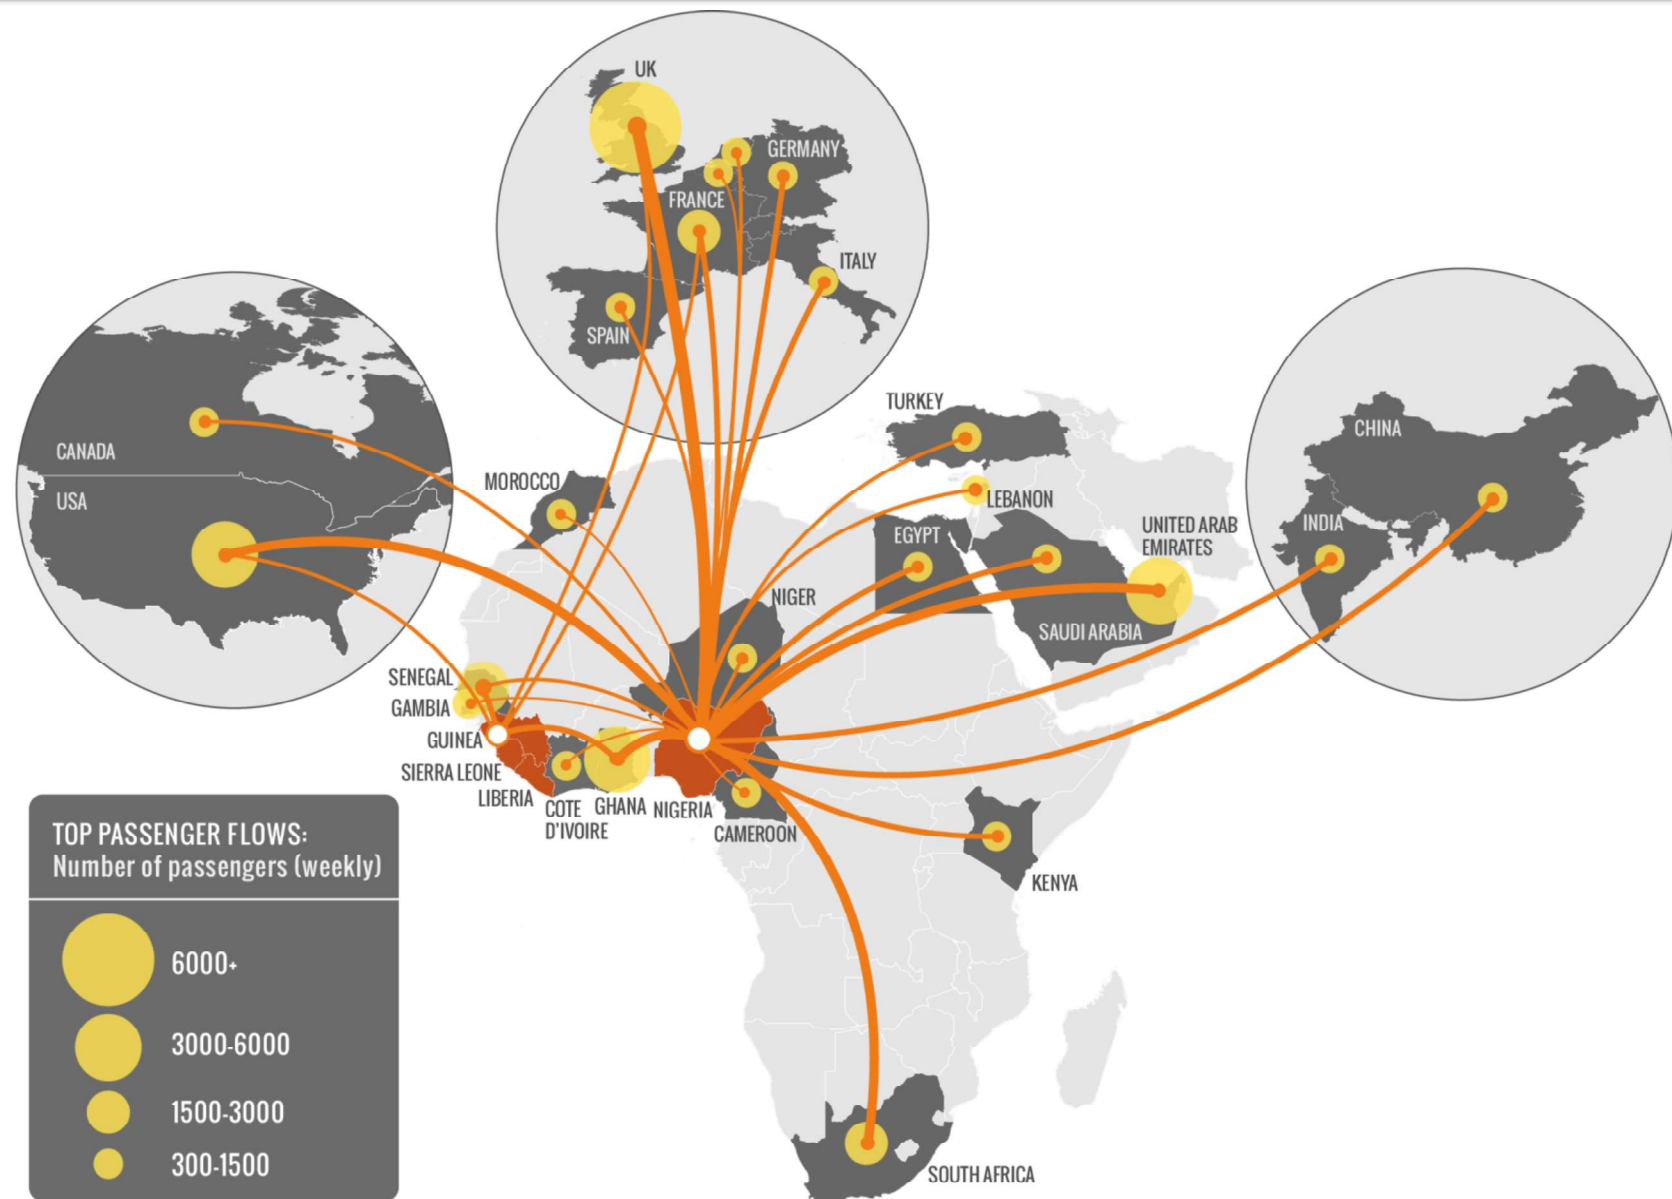 UK
GERMANY
FRANCE
ITALY
SPAIN
CANADA
USA
TURKEY
CHINA
MOROCCO
LEBANON
INDIA
EGYPT
UNITED ARAB
EMIRATES
NIGER
SAUDI ARABIA
SENEGAL
GAMBIA
GUINEA
SIERRA LEONE
LIBERIA
COTE
D'IVOIRE
GHANA
NIGERIA
CAMEROON
KENYA
SOUTH AFRICA
TOP PASSENGER FLOWS:
Number of passengers (weekly)
6000+
3000-6000
1500-3000
300-1500